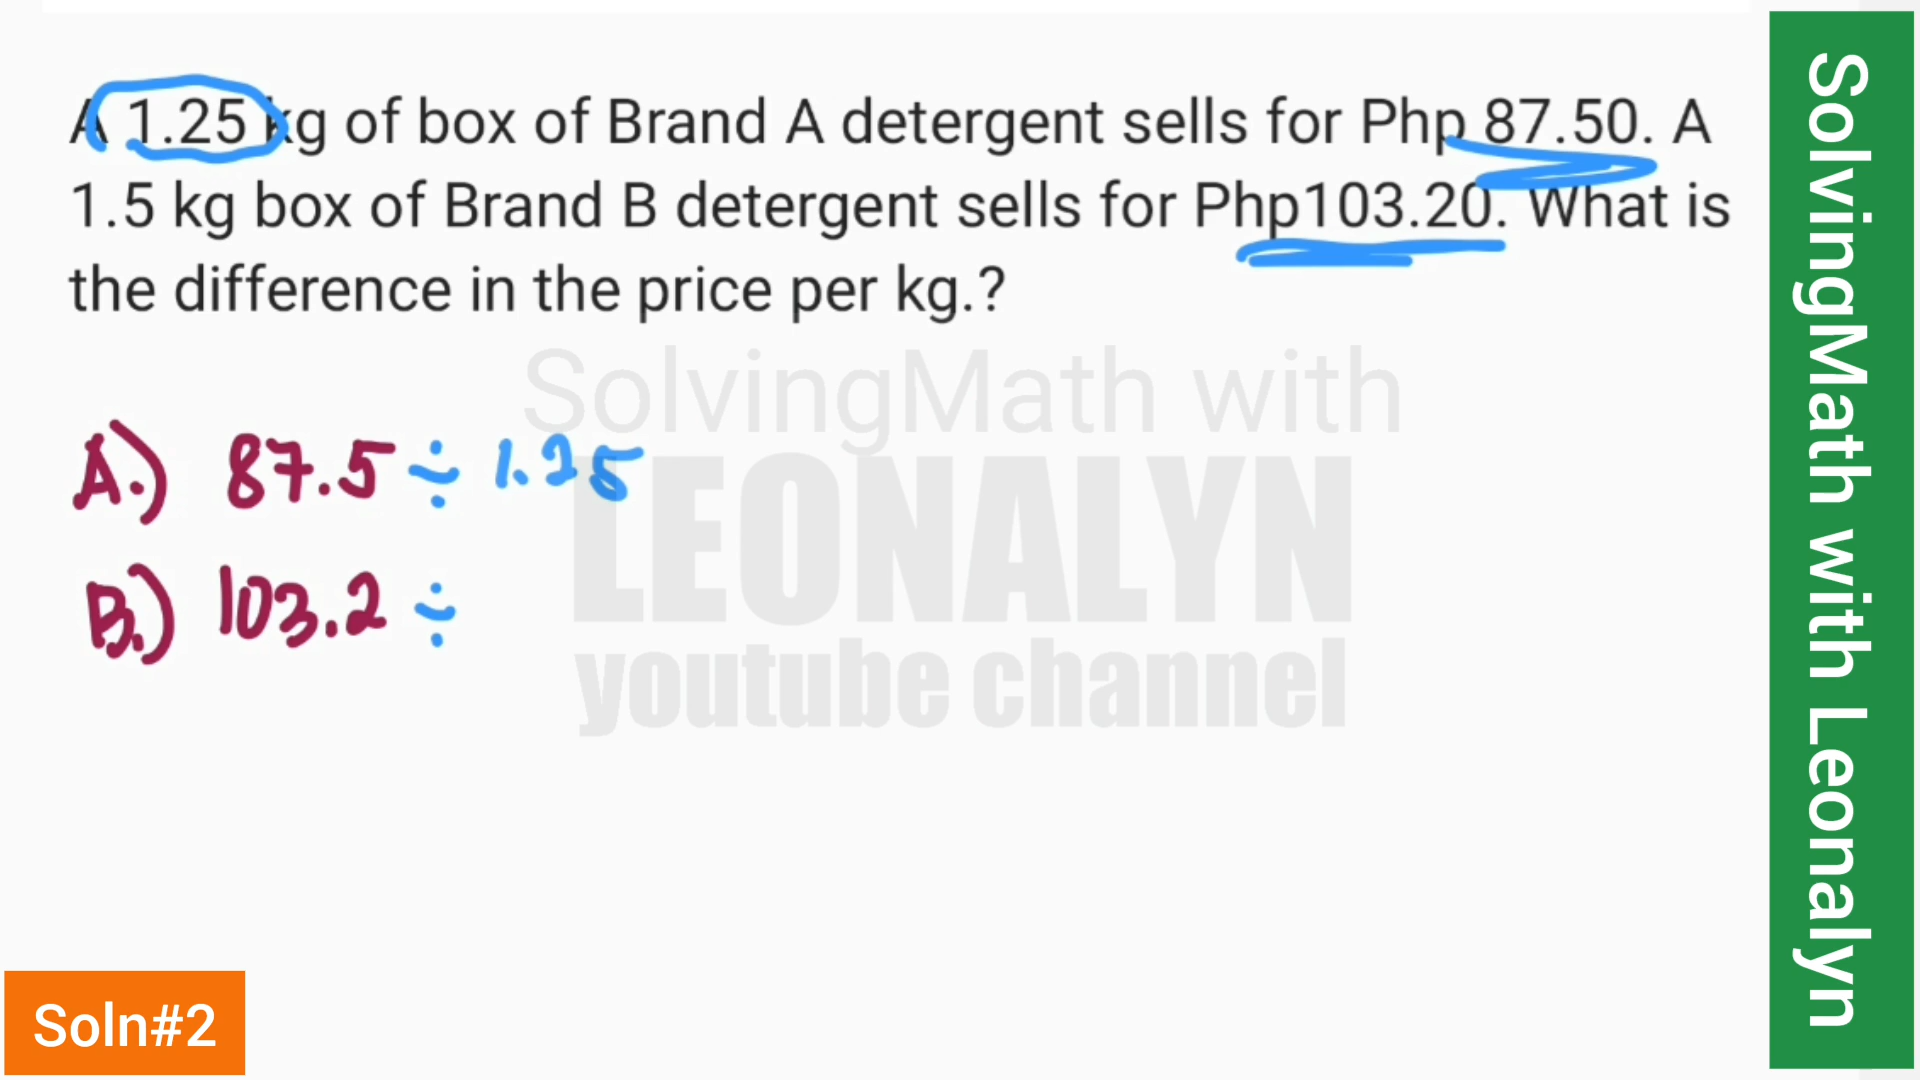 A 1.25 kg of box of Brand A detergent sells for Php 87.50. A
1.5 kg box of Brand B detergent sells for Php103.20. What is
the difference in the price per kg.?
SolvingMath with
LEONALYN
youtube channel
A.) 87.5 ÷ 1.25
B.) 103.2 ÷
Soln#2
SolvingMath with Leonalyn